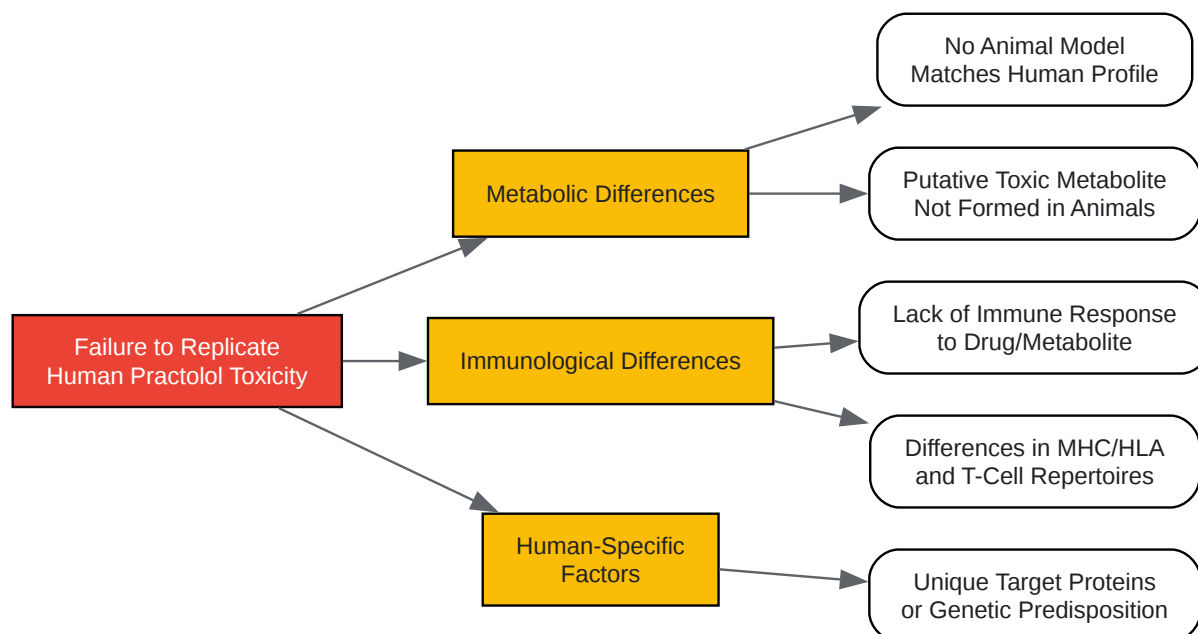 No Animal Model
Matches Human Profile
Metabolic Differences
Putative Toxic Metabolite
Not Formed in Animals
Failure to Replicate
Human Practolol Toxicity
Immunological Differences
Lack of Immune Response
to Drug/Metabolite
Differences in MHC/HLA
and T-Cell Repertoires
Human-Specific
Factors
Unique Target Proteins
or Genetic Predisposition